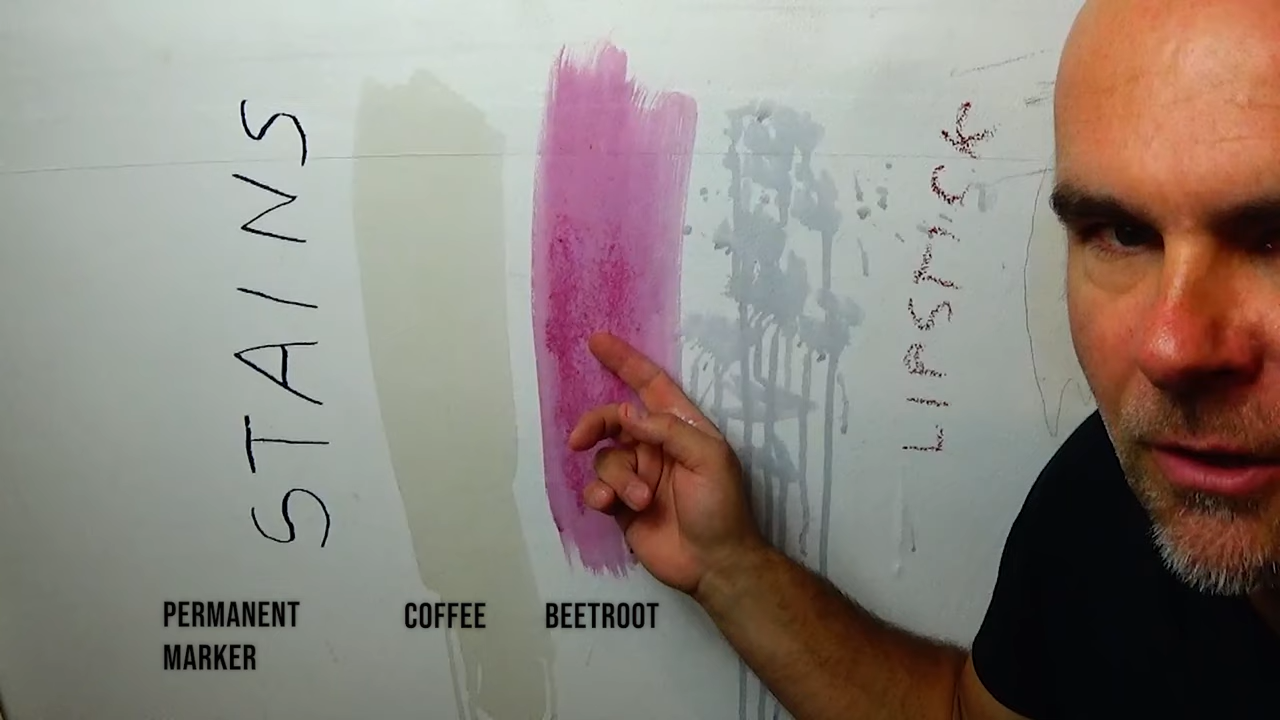 STAINS
LIPSTICK
PERMANENT
MARKER
COFFEE
BEETROOT